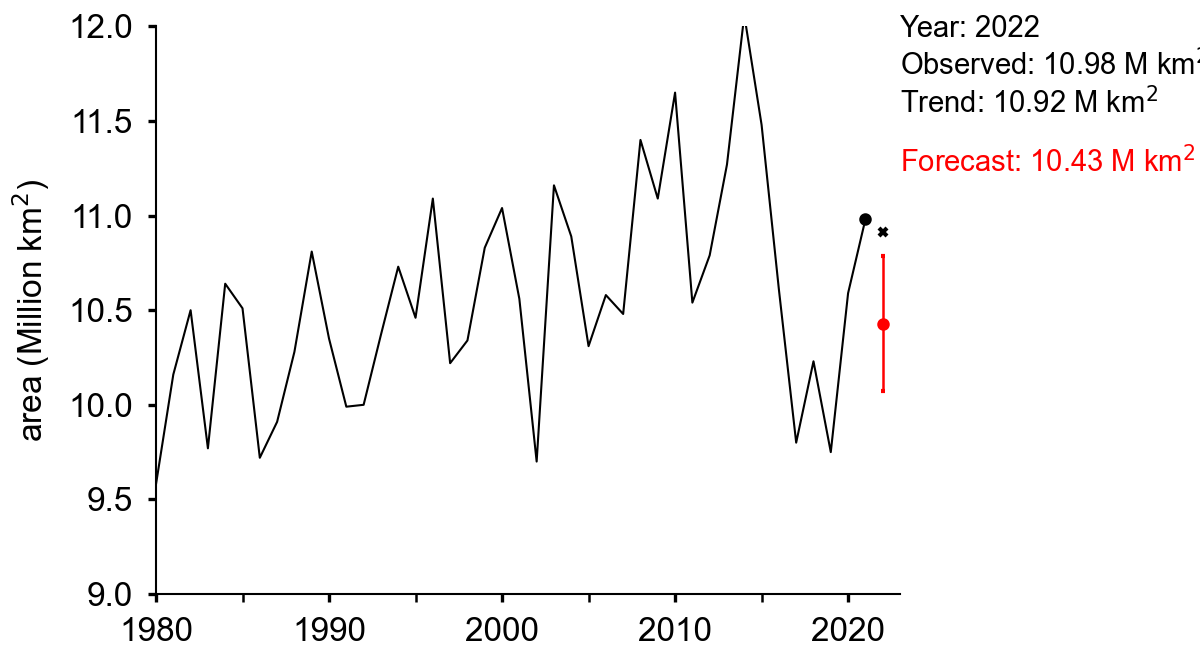 12.0
11.5
11.0
10.5
10.0
9.5
9.0
area (Million km²)
1980
1990
2000
2010
2020
Year: 2022
Observed: 10.98 M km²
Trend: 10.92 M km²
Forecast: 10.43 M km²